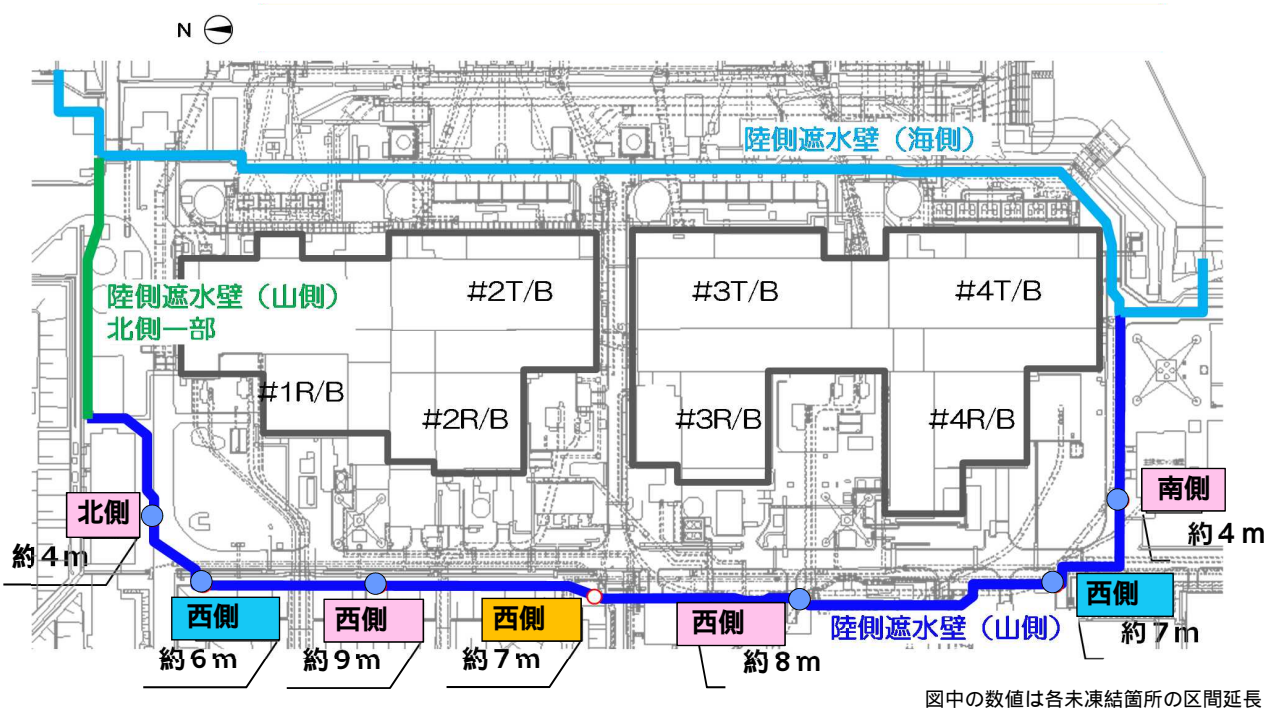 N
陸側遮水壁（海側）
陸側遮水壁（山側）
北側一部
#2T/B
#3T/B
#4T/B
#1R/B
#2R/B
#3R/B
#4R/B
北側
約４ｍ
南側
約４ｍ
西側
約６ｍ
西側
約９ｍ
西側
約７ｍ
西側
約８ｍ
陸側遮水壁（山側）
西側
約７ｍ
図中の数値は各未凍結箇所の区間延長